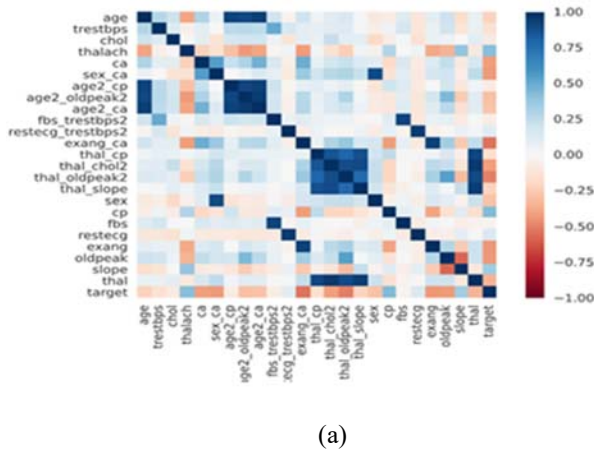 age
trestbps
chol
thalach
ca
sex_ca
age2_cp
age2_oldpeak2
age2_ca
fbs_trestbps2
restecg_trestbps2
exang_ca
thal_cp
thal_chol2
thal_oldpeak2
thal_slope
sex
cp
fbs
restecg
exang
oldpeak
slope
thal
target
age
trestbps
chol
thalach
ca
sex_ca
age2_cp
age2_oldpeak2
age2_ca
fbs_trestbps2
tecg_trestbps2
exang_ca
thal_cp
thal_chol2
thal_oldpeak2
thal_slope
sex
cp
fbs
restecg
exang
oldpeak
slope
thal
target
1.00
0.75
0.50
0.25
0.00
−0.25
−0.50
−0.75
−1.00
(a)